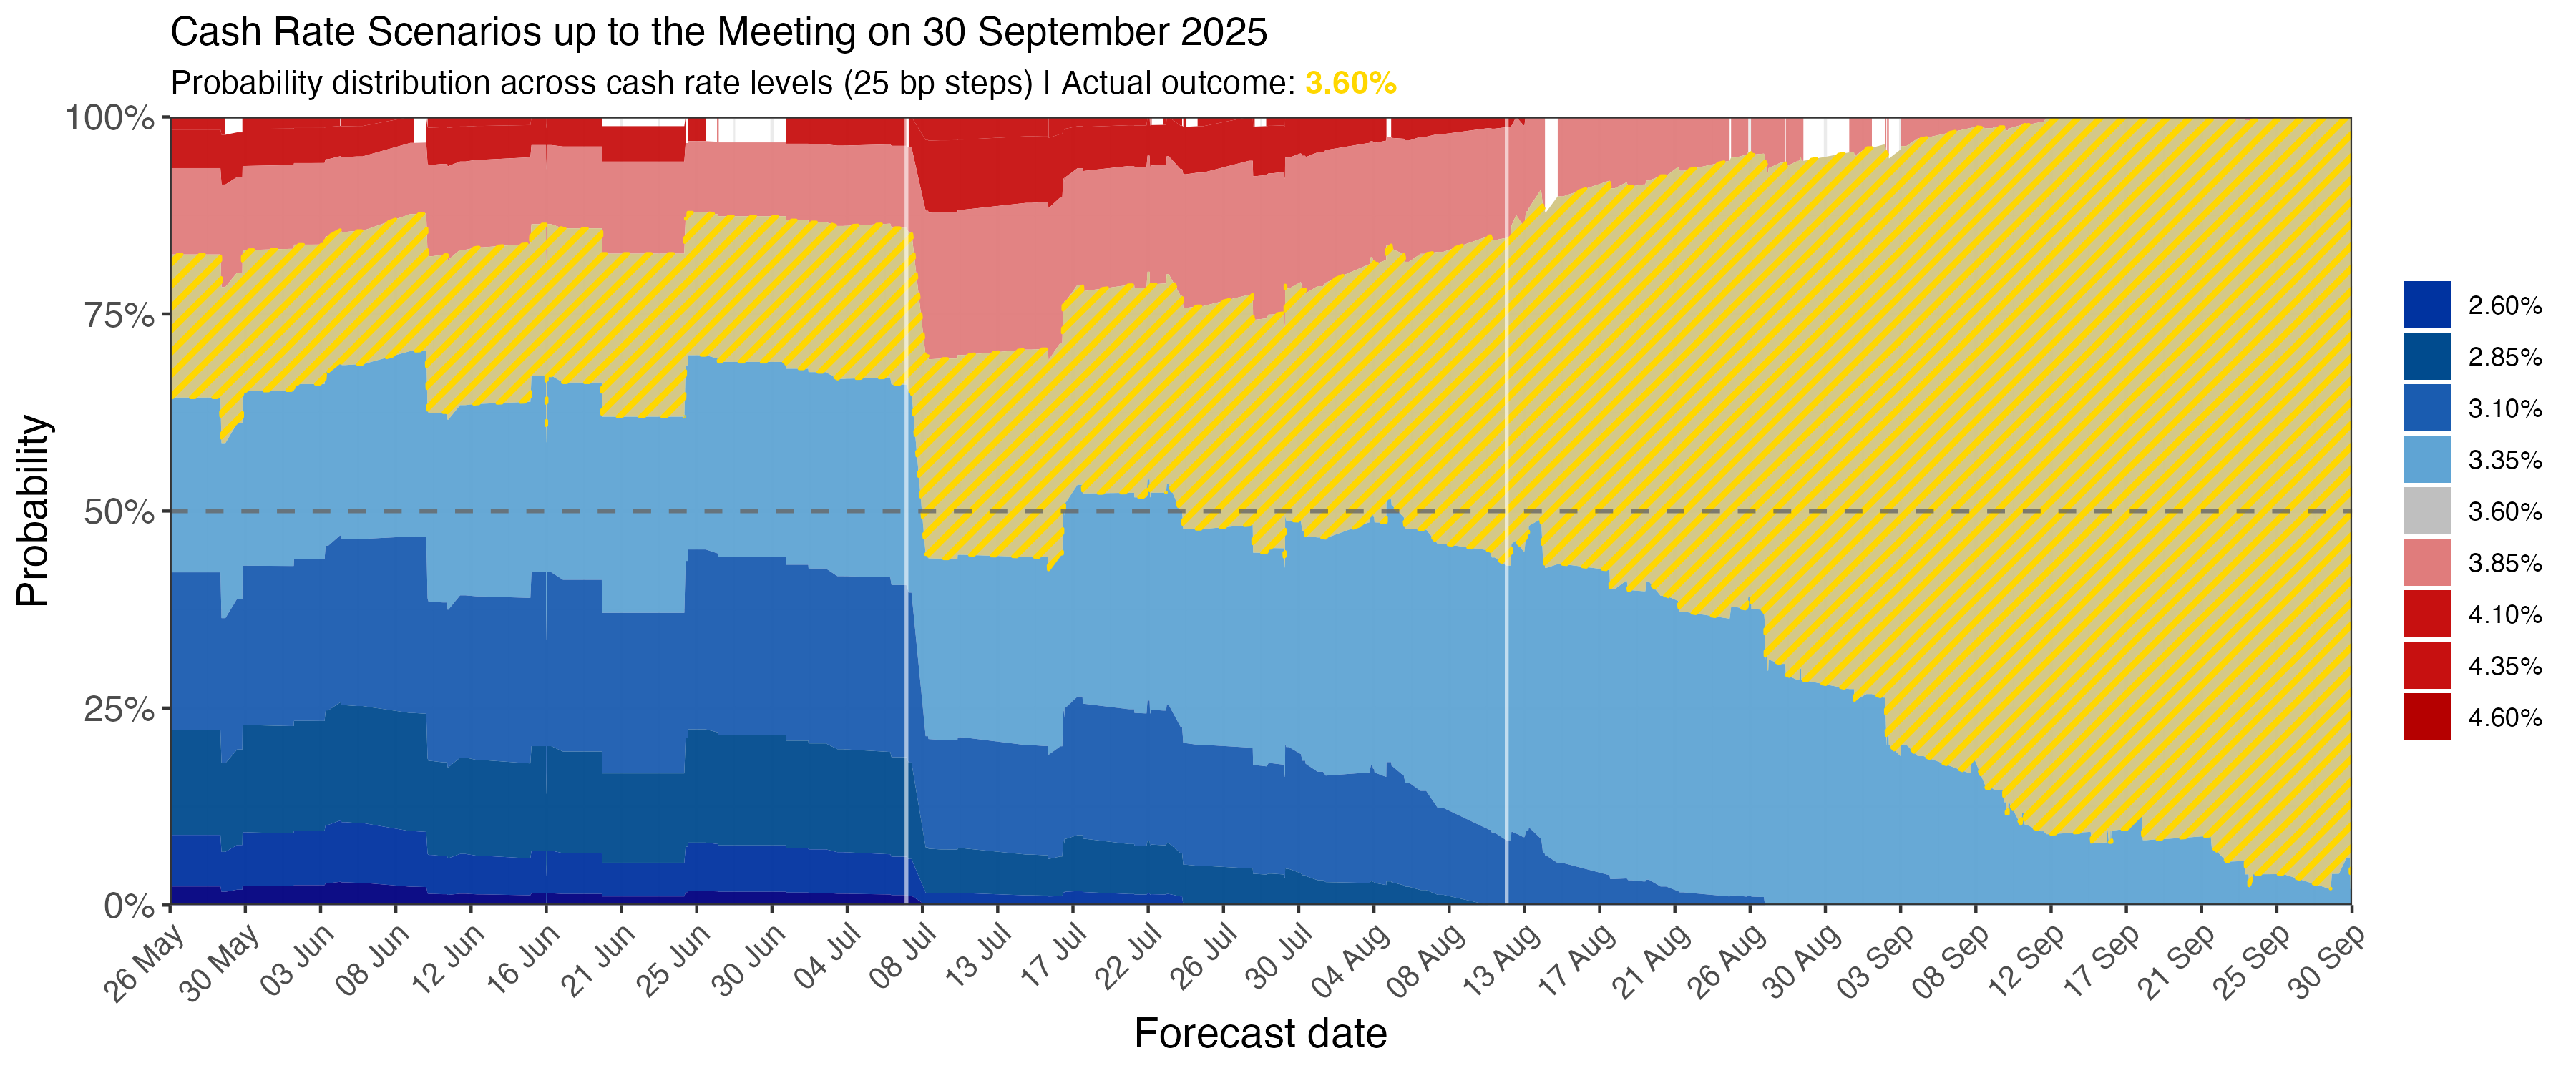 Cash Rate Scenarios up to the Meeting on 30 September 2025
Probability distribution across cash rate levels (25 bp steps) | Actual outcome: 3.60%
100%
75%
50%
25%
0%
Probability
26 May
30 May
03 Jun
08 Jun
12 Jun
16 Jun
21 Jun
25 Jun
30 Jun
04 Jul
08 Jul
13 Jul
17 Jul
22 Jul
26 Jul
30 Jul
04 Aug
08 Aug
13 Aug
17 Aug
21 Aug
26 Aug
30 Aug
03 Sep
08 Sep
12 Sep
17 Sep
21 Sep
25 Sep
30 Sep
Forecast date
2.60%
2.85%
3.10%
3.35%
3.60%
3.85%
4.10%
4.35%
4.60%